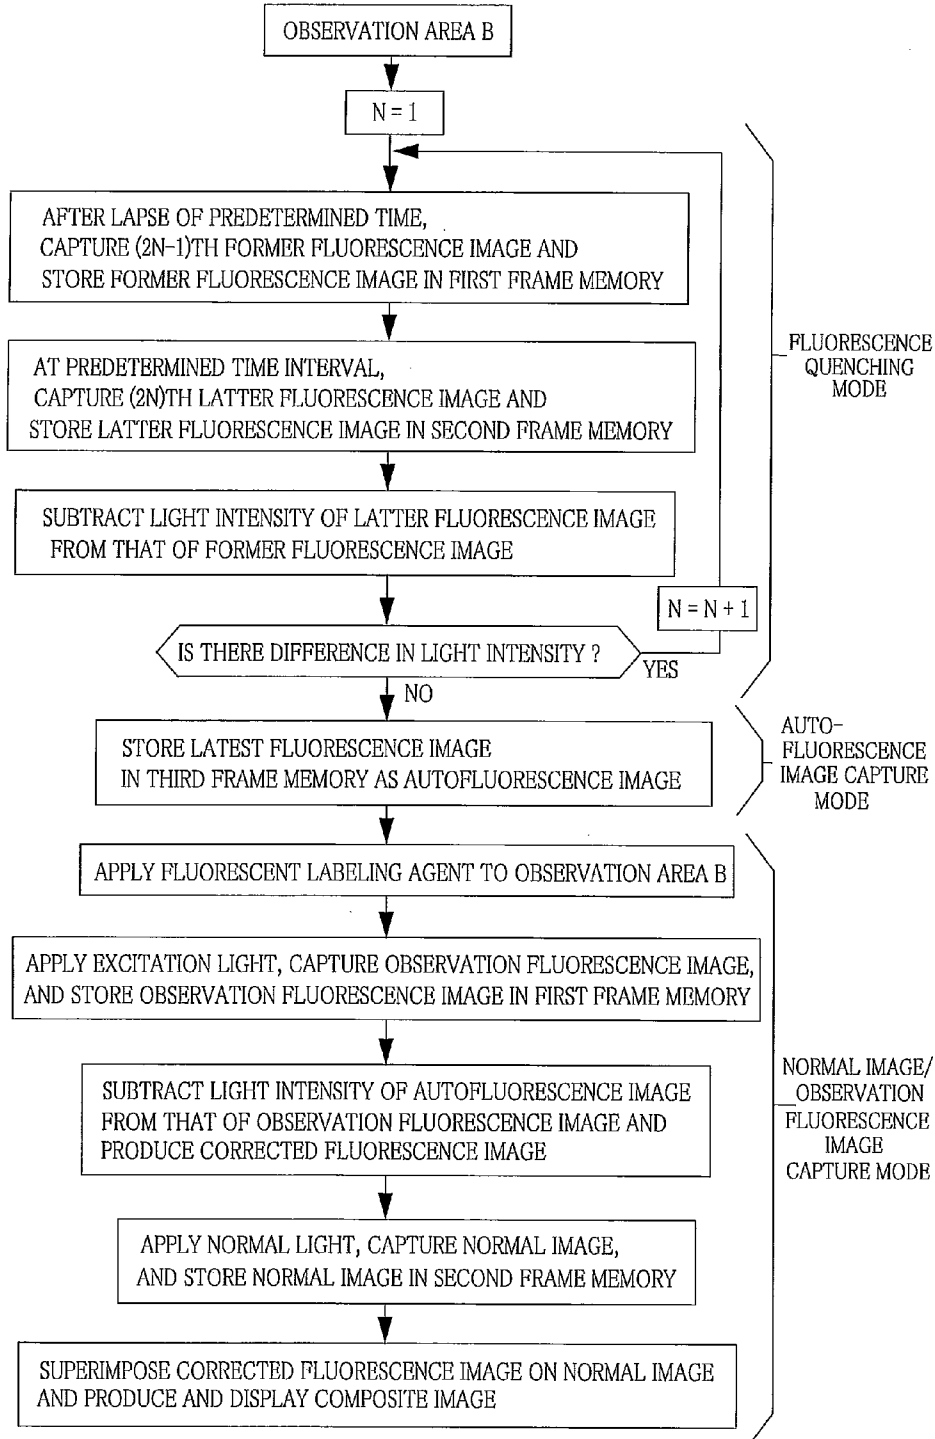 OBSERVATION AREA B
N = 1
AFTER LAPSE OF PREDETERMINED TIME,
CAPTURE (2N-1)TH FORMER FLUORESCENCE IMAGE AND
STORE FORMER FLUORESCENCE IMAGE IN FIRST FRAME MEMORY
AT PREDETERMINED TIME INTERVAL,
CAPTURE (2N)TH LATTER FLUORESCENCE IMAGE AND
STORE LATTER FLUORESCENCE IMAGE IN SECOND FRAME MEMORY
FLUORESCENCE
QUENCHING
MODE
SUBTRACT LIGHT INTENSITY OF LATTER FLUORESCENCE IMAGE
FROM THAT OF FORMER FLUORESCENCE IMAGE
N = N + 1
IS THERE DIFFERENCE IN LIGHT INTENSITY ?
YES
NO
STORE LATEST FLUORESCENCE IMAGE
IN THIRD FRAME MEMORY AS AUTOFLUORESCENCE IMAGE
AUTO-
FLUORESCENCE
IMAGE CAPTURE
MODE
APPLY FLUORESCENT LABELING AGENT TO OBSERVATION AREA B
APPLY EXCITATION LIGHT, CAPTURE OBSERVATION FLUORESCENCE IMAGE,
AND STORE OBSERVATION FLUORESCENCE IMAGE IN FIRST FRAME MEMORY
SUBTRACT LIGHT INTENSITY OF AUTOFLUORESCENCE IMAGE
FROM THAT OF OBSERVATION FLUORESCENCE IMAGE AND
PRODUCE CORRECTED FLUORESCENCE IMAGE
NORMAL IMAGE/
OBSERVATION
FLUORESCENCE
IMAGE
CAPTURE MODE
APPLY NORMAL LIGHT, CAPTURE NORMAL IMAGE,
AND STORE NORMAL IMAGE IN SECOND FRAME MEMORY
SUPERIMPOSE CORRECTED FLUORESCENCE IMAGE ON NORMAL IMAGE
AND PRODUCE AND DISPLAY COMPOSITE IMAGE